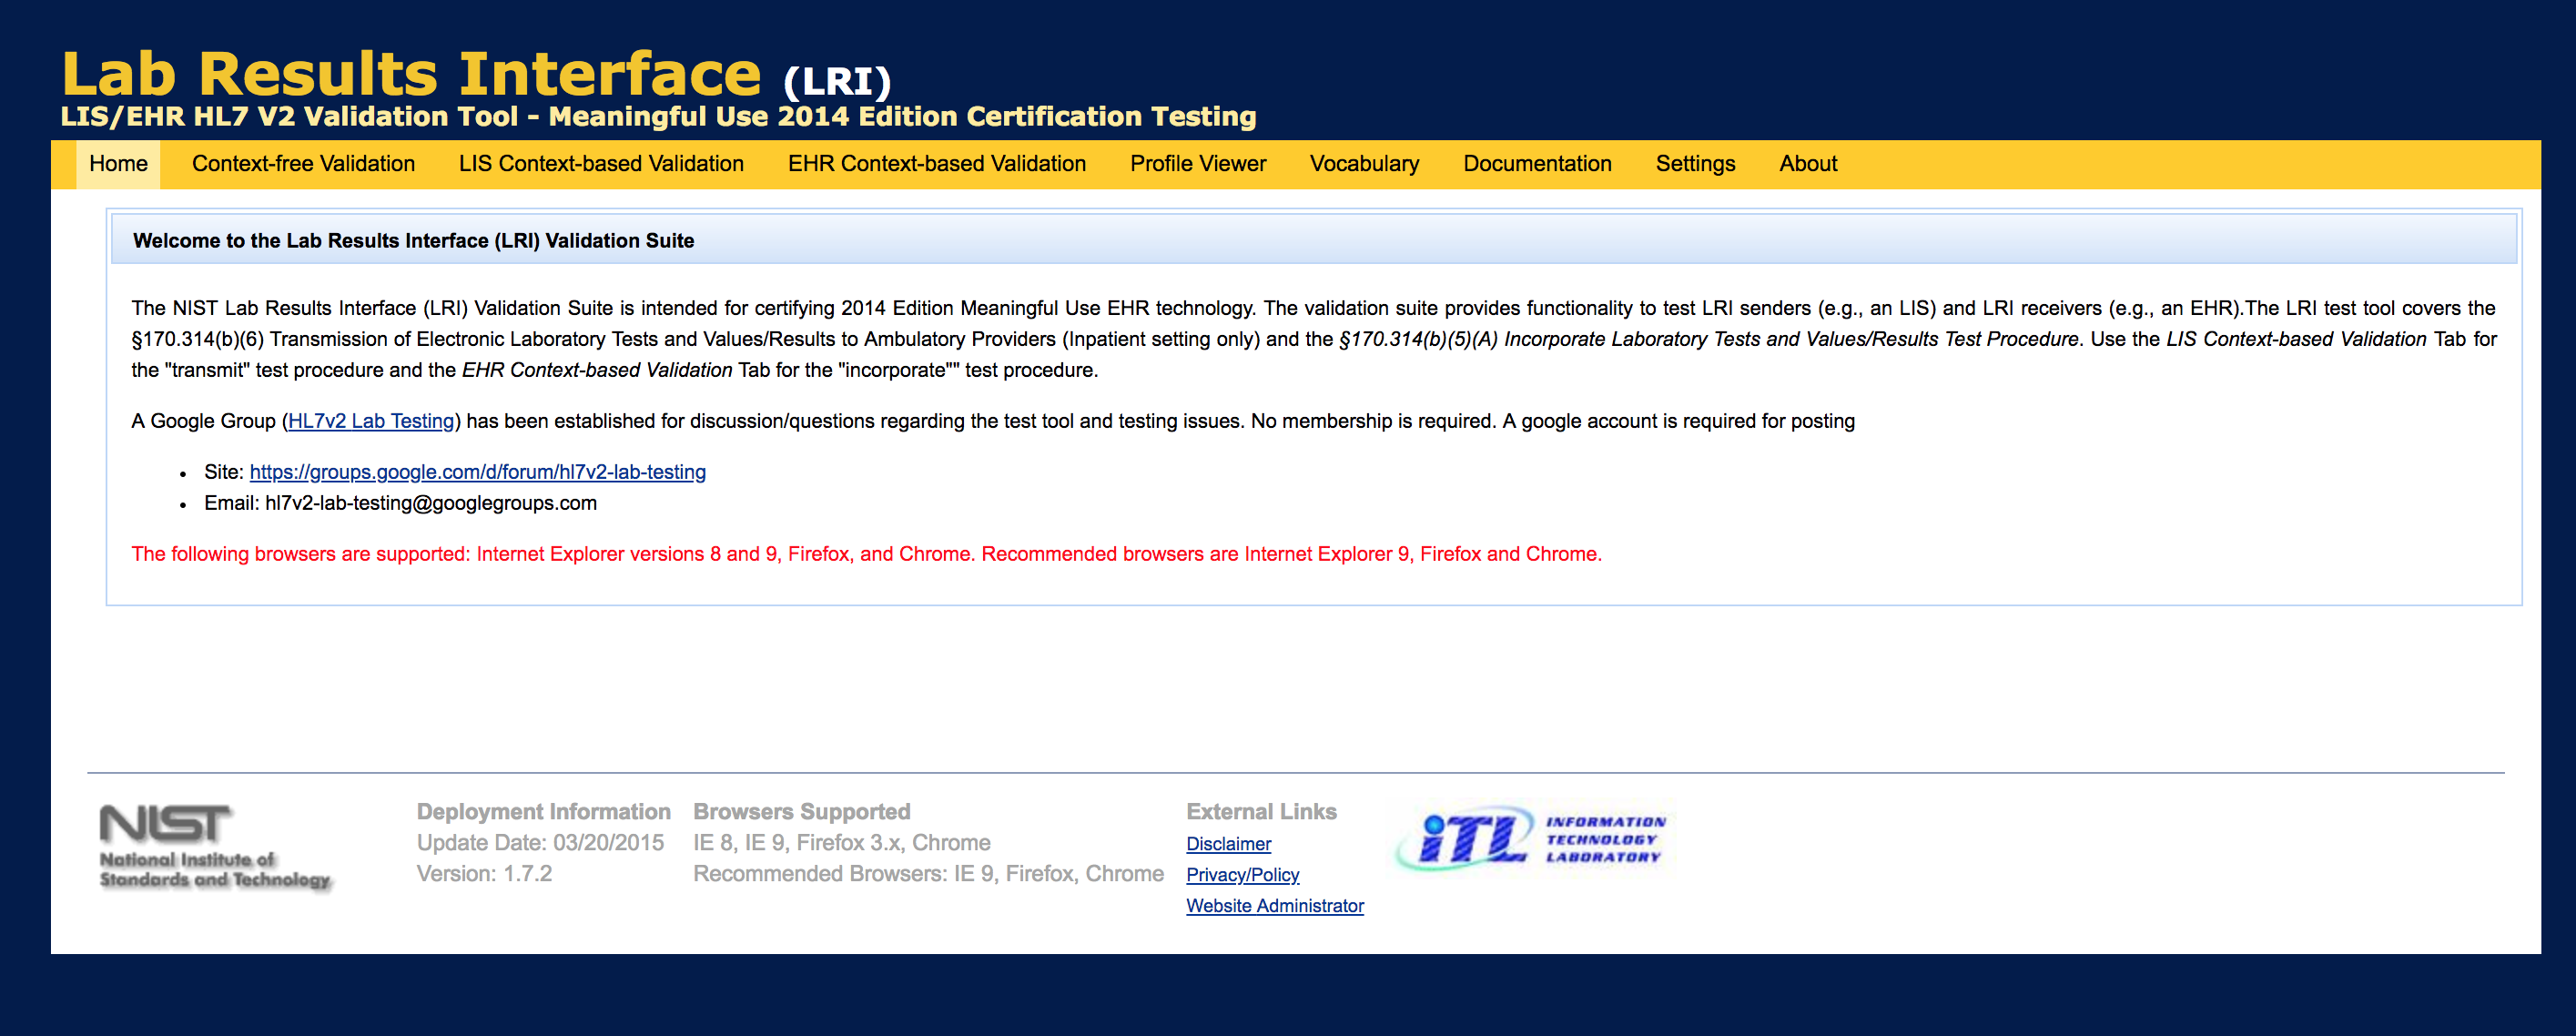 Lab Results Interface (LRI)
LIS/EHR HL7 V2 Validation Tool - Meaningful Use 2014 Edition Certification Testing
Home Context-free Validation LIS Context-based Validation EHR Context-based Validation Profile Viewer Vocabulary Documentation Settings About
Welcome to the Lab Results Interface (LRI) Validation Suite
The NIST Lab Results Interface (LRI) Validation Suite is intended for certifying 2014 Edition Meaningful Use EHR technology. The validation suite provides functionality to test LRI senders (e.g., an LIS) and LRI receivers (e.g., an EHR).The LRI test tool covers the
§170.314(b)(6) Transmission of Electronic Laboratory Tests and Values/Results to Ambulatory Providers (Inpatient setting only) and the §170.314(b)(5)(A) Incorporate Laboratory Tests and Values/Results Test Procedure. Use the LIS Context-based Validation Tab for
the "transmit" test procedure and the EHR Context-based Validation Tab for the "incorporate"" test procedure.
A Google Group (HL7v2 Lab Testing) has been established for discussion/questions regarding the test tool and testing issues. No membership is required. A google account is required for posting
• Site: https://groups.google.com/d/forum/hl7v2-lab-testing
• Email: hl7v2-lab-testing@googlegroups.com
The following browsers are supported: Internet Explorer versions 8 and 9, Firefox, and Chrome. Recommended browsers are Internet Explorer 9, Firefox and Chrome.
NIST
National Institute of
Standards and Technology
Deployment Information
Update Date: 03/20/2015
Version: 1.7.2
Browsers Supported
IE 8, IE 9, Firefox 3.x, Chrome
Recommended Browsers: IE 9, Firefox, Chrome
External Links
Disclaimer
Privacy/Policy
Website Administrator
iTL
INFORMATION
TECHNOLOGY
LABORATORY